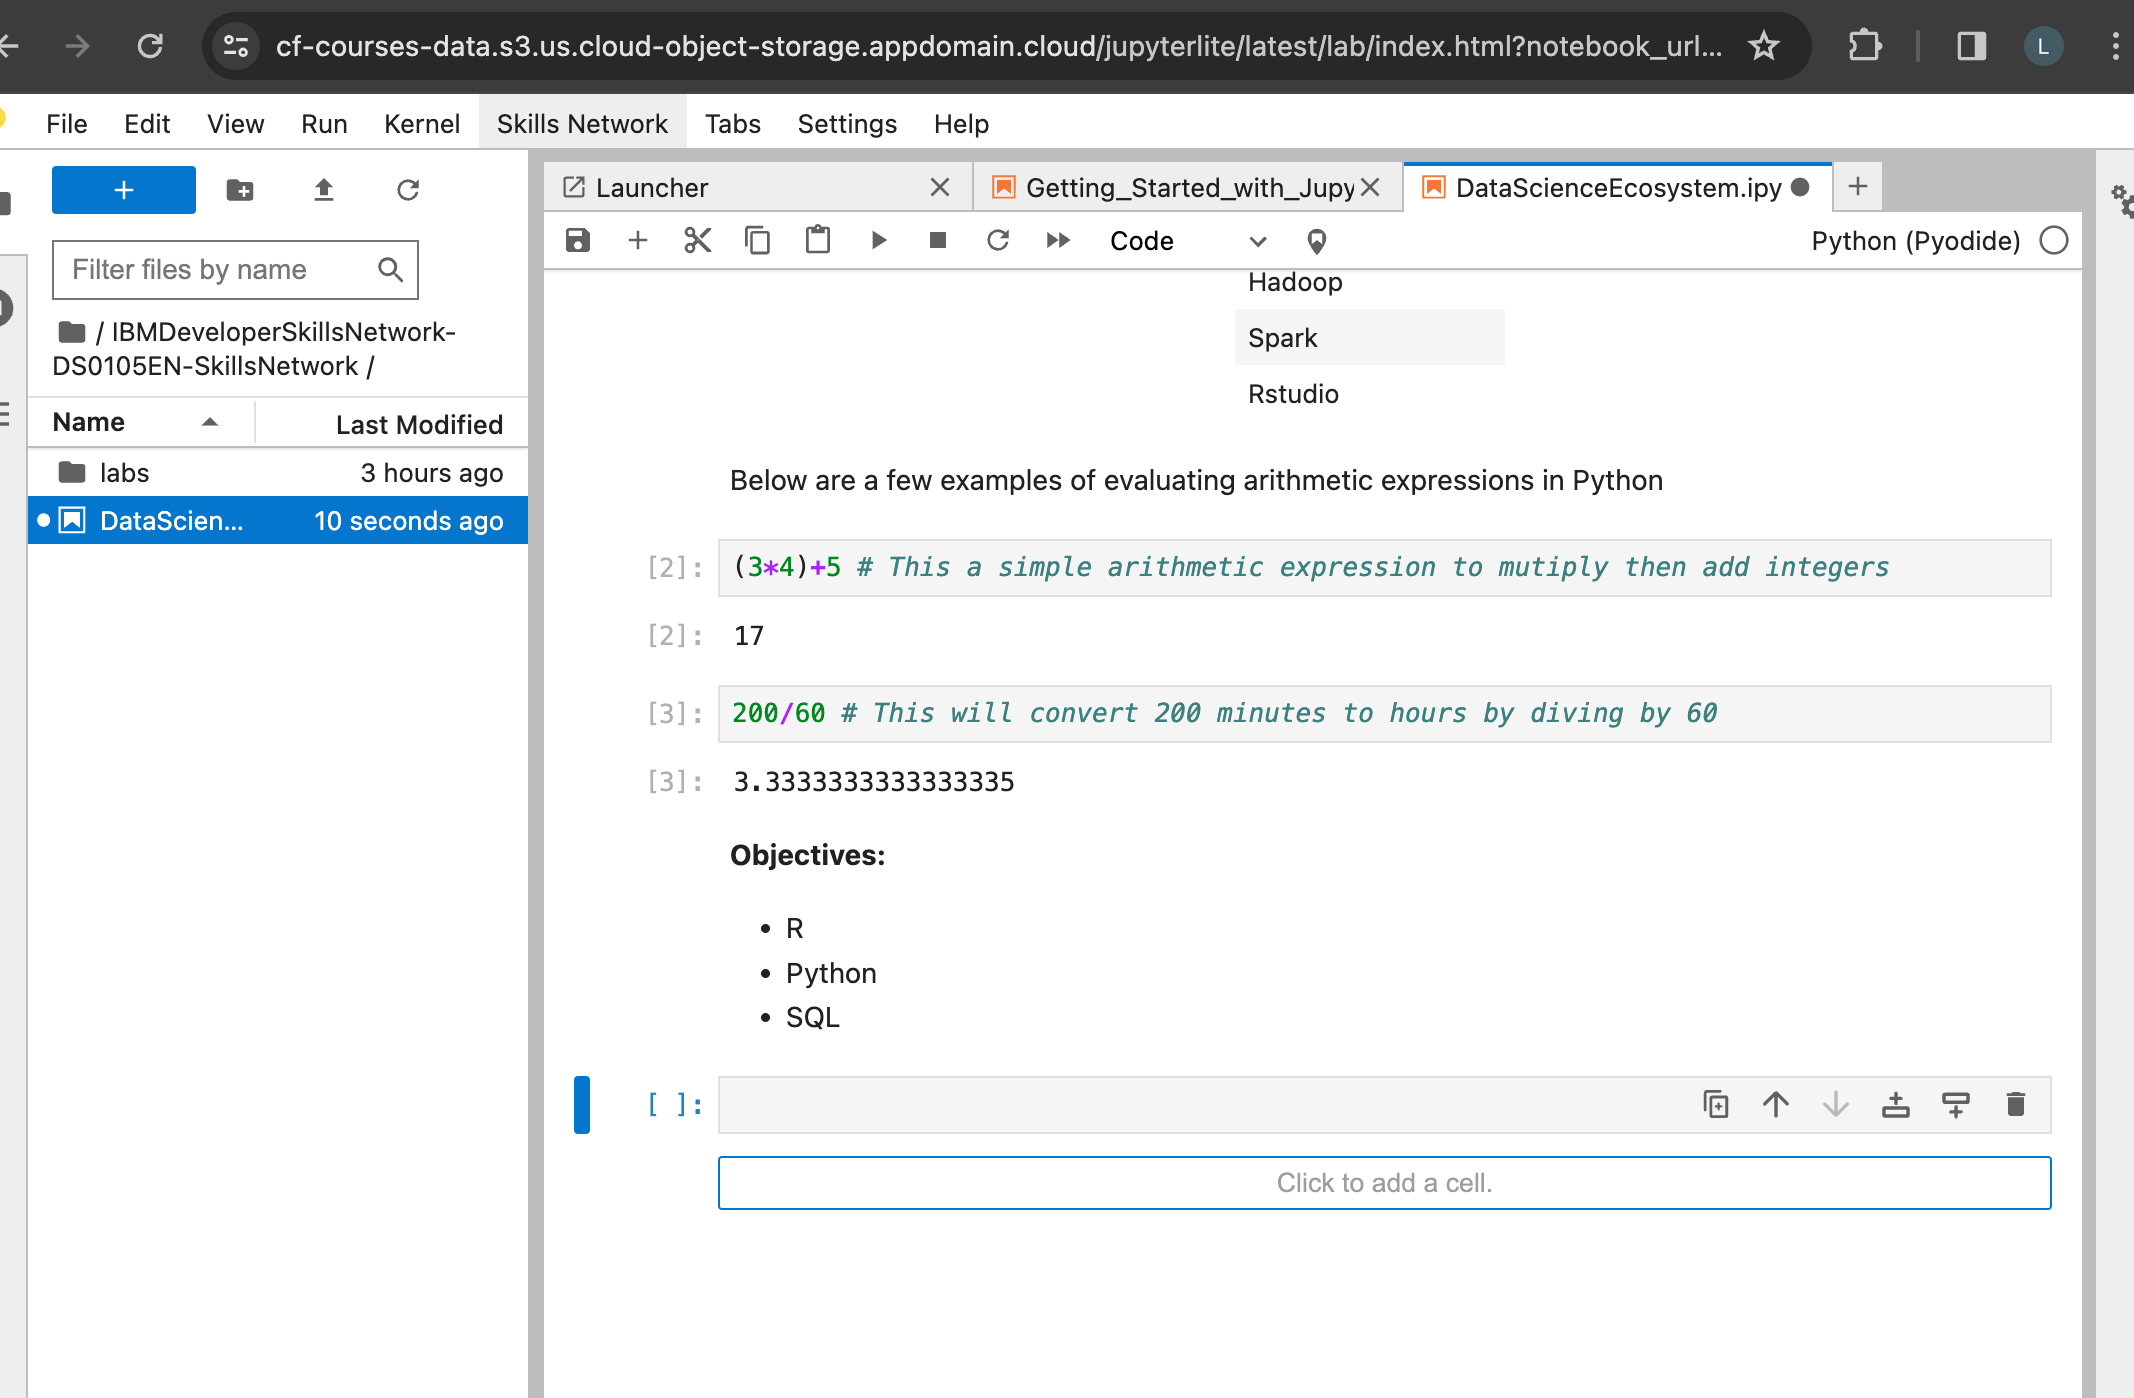 cf-courses-data.s3.us.cloud-object-storage.appdomain.cloud/jupyterlite/latest/lab/index.html?notebook_url...
L
File Edit View Run Kernel Skills Network Tabs Settings Help
Launcher
Getting_Started_with_Jupy
DataScienceEcosystem.ipy
Code
Python (Pyodide)
Filter files by name
/ IBMDeveloperSkillsNetwork-
DS0105EN-SkillsNetwork /
Name Last Modified
labs 3 hours ago
DataScien... 10 seconds ago
Hadoop
Spark
Rstudio
Below are a few examples of evaluating arithmetic expressions in Python
[2]: (3*4)+5 # This a simple arithmetic expression to mutiply then add integers
[2]: 17
[3]: 200/60 # This will convert 200 minutes to hours by diving by 60
[3]: 3.3333333333333335
Objectives:
• R
• Python
• SQL
[ ]:
Click to add a cell.